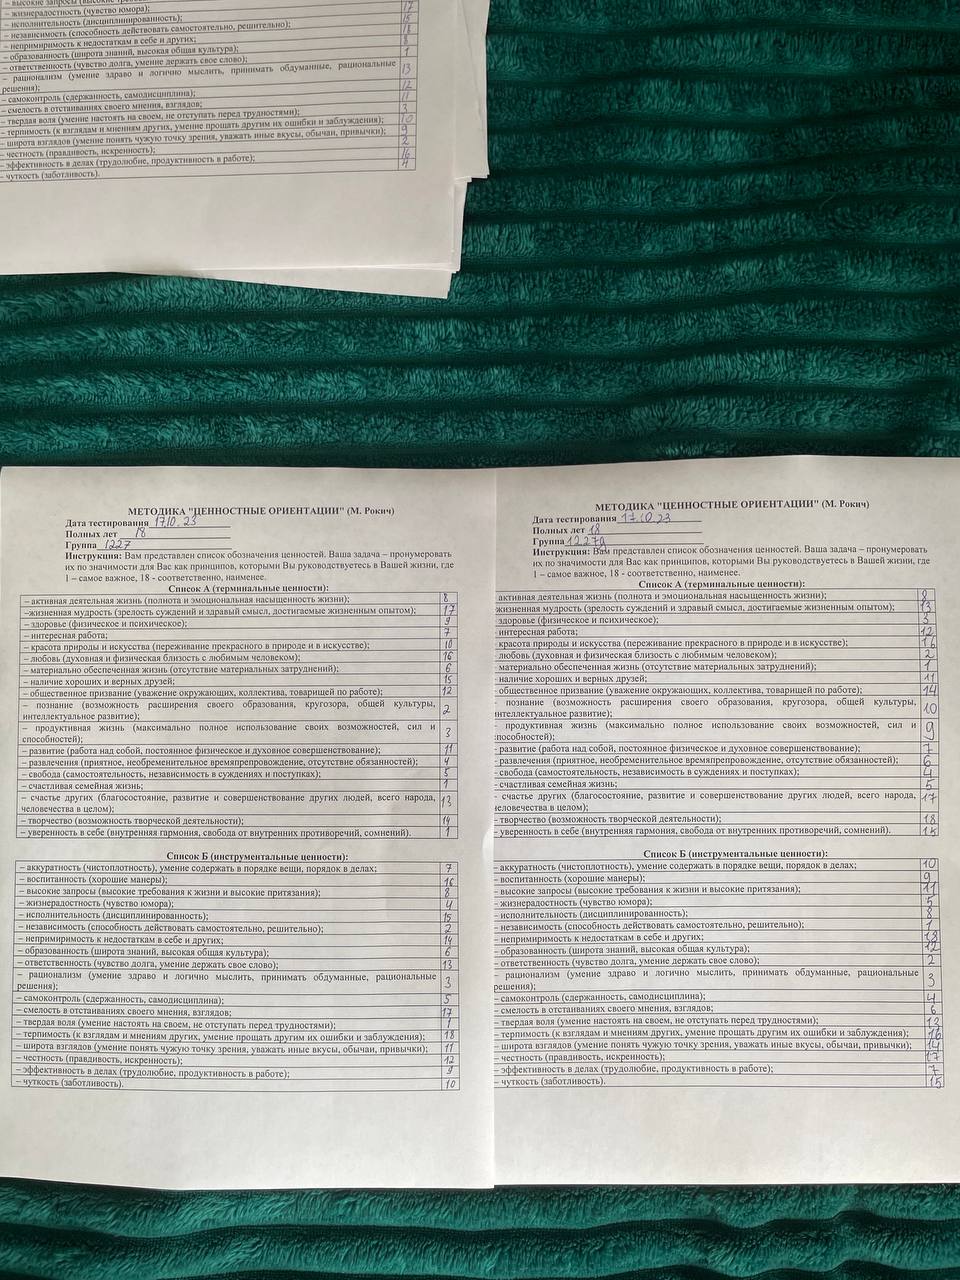 – высокие запросы (высокие
– жизнерадостность (чувство юмора); 17
– исполнительность (дисциплинированность); 15
– независимость (способность действовать самостоятельно, решительно); 18
– непримиримость к недостаткам в себе и других; 8
– образованность (широта знаний, высокая общая культура); 1
– ответственность (чувство долга, умение держать свое слово);
– рационализм (умение здраво и логично мыслить, принимать обдуманные, рациональные 13
решения);
– самоконтроль (сдержанность, самодисциплина); 12
– смелость в отстаиваниях своего мнения, взглядов; 11
– твердая воля (умение настоять на своем, не отступать перед трудностями); 3
– терпимость (к взглядам и мнениям других, умение прощать другим их ошибки и заблуждения); 10
– широта взглядов (умение понять чужую точку зрения, уважать иные вкусы, обычаи, привычки); 9
– честность (правдивость, искренность); 2
– эффективность в делах (трудолюбие, продуктивность в работе); 16
– чуткость (заботливость). 4
МЕТОДИКА "ЦЕННОСТНЫЕ ОРИЕНТАЦИИ" (М. Рокич)
Дата тестирования 17.10.23
Полных лет 18
Группа 1227
Инструкция: Вам представлен список обозначения ценностей. Ваша задача – пронумеровать
их по значимости для Вас как принципов, которыми Вы руководствуетесь в Вашей жизни, где
1 – самое важное, 18 - соответственно, наименее.
Список А (терминальные ценности):
– активная деятельная жизнь (полнота и эмоциональная насыщенность жизни); 8
–жизненная мудрость (зрелость суждений и здравый смысл, достигаемые жизненным опытом); 17
– здоровье (физическое и психическое); 9
– интересная работа; 7
– красота природы и искусства (переживание прекрасного в природе и в искусстве); 10
– любовь (духовная и физическая близость с любимым человеком); 16
– материально обеспеченная жизнь (отсутствие материальных затруднений); 6
– наличие хороших и верных друзей; 15
– общественное призвание (уважение окружающих, коллектива, товарищей по работе); 12
– познание (возможность расширения своего образования, кругозора, общей культуры, 2
интеллектуальное развитие);
– продуктивная жизнь (максимально полное использование своих возможностей, сил и 3
способностей);
– развитие (работа над собой, постоянное физическое и духовное совершенствование); 11
– развлечения (приятное, необременительное времяпрепровождение, отсутствие обязанностей); 4
– свобода (самостоятельность, независимость в суждениях и поступках); 5
– счастливая семейная жизнь; 1
– счастье других (благосостояние, развитие и совершенствование других людей, всего народа, 13
человечества в целом);
– творчество (возможность творческой деятельности); 14
– уверенность в себе (внутренняя гармония, свобода от внутренних противоречий, сомнений). 1
Список Б (инструментальные ценности):
– аккуратность (чистоплотность), умение содержать в порядке вещи, порядок в делах; 7
– воспитанность (хорошие манеры); 16
– высокие запросы (высокие требования к жизни и высокие притязания); 8
– жизнерадостность (чувство юмора); 4
– исполнительность (дисциплинированность); 15
– независимость (способность действовать самостоятельно, решительно); 2
– непримиримость к недостаткам в себе и других; 14
– образованность (широта знаний, высокая общая культура); 6
– ответственность (чувство долга, умение держать свое слово); 13
– рационализм (умение здраво и логично мыслить, принимать обдуманные, рациональные 3
решения);
– самоконтроль (сдержанность, самодисциплина); 5
– смелость в отстаиваниях своего мнения, взглядов; 17
– твердая воля (умение настоять на своем, не отступать перед трудностями); 1
– терпимость (к взглядам и мнениям других, умение прощать другим их ошибки и заблуждения); 18
– широта взглядов (умение понять чужую точку зрения, уважать иные вкусы, обычаи, привычки); 11
– честность (правдивость, искренность); 12
– эффективность в делах (трудолюбие, продуктивность в работе); 9
– чуткость (заботливость). 10
МЕТОДИКА "ЦЕННОСТНЫЕ ОРИЕНТАЦИИ" (М. Рокич)
Дата тестирования 17.10.23
Полных лет 18
Группа 1227а
Инструкция: Вам представлен список обозначения ценностей. Ваша задача – пронумеровать
их по значимости для Вас как принципов, которыми Вы руководствуетесь в Вашей жизни, где
1 – самое важное, 18 - соответственно, наименее.
Список А (терминальные ценности):
– активная деятельная жизнь (полнота и эмоциональная насыщенность жизни); 8
жизненная мудрость (зрелость суждений и здравый смысл, достигаемые жизненным опытом); 13
– здоровье (физическое и психическое); 3
– интересная работа; 12
– красота природы и искусства (переживание прекрасного в природе и в искусстве); 16
– любовь (духовная и физическая близость с любимым человеком); 2
– материально обеспеченная жизнь (отсутствие материальных затруднений); 1
– наличие хороших и верных друзей; 11
– общественное призвание (уважение окружающих, коллектива, товарищей по работе); 14
познание (возможность расширения своего образования, кругозора, общей культуры, 10
интеллектуальное развитие);
– продуктивная жизнь (максимально полное использование своих возможностей, сил и 9
способностей);
– развитие (работа над собой, постоянное физическое и духовное совершенствование); 7
– развлечения (приятное, необременительное времяпрепровождение, отсутствие обязанностей); 6
– свобода (самостоятельность, независимость в суждениях и поступках); 4
– счастливая семейная жизнь; 5
– счастье других (благосостояние, развитие и совершенствование других людей, всего народа, 17
человечества в целом);
– творчество (возможность творческой деятельности); 18
– уверенность в себе (внутренняя гармония, свобода от внутренних противоречий, сомнений). 15
Список Б (инструментальные ценности):
– аккуратность (чистоплотность), умение содержать в порядке вещи, порядок в делах; 10
– воспитанность (хорошие манеры); 9
– высокие запросы (высокие требования к жизни и высокие притязания); 11
– жизнерадостность (чувство юмора); 5
– исполнительность (дисциплинированность); 8
– независимость (способность действовать самостоятельно, решительно); 1
– непримиримость к недостаткам в себе и других; 18
– образованность (широта знаний, высокая общая культура); 12
– ответственность (чувство долга, умение держать свое слово); 2
– рационализм (умение здраво и логично мыслить, принимать обдуманные, рациональные 3
решения);
– самоконтроль (сдержанность, самодисциплина); 4
– смелость в отстаиваниях своего мнения, взглядов; 6
– твердая воля (умение настоять на своем, не отступать перед трудностями); 13
– терпимость (к взглядам и мнениям других, умение прощать другим их ошибки и заблуждения); 16
– широта взглядов (умение понять чужую точку зрения, уважать иные вкусы, обычаи, привычки); 14
– честность (правдивость, искренность); 17
– эффективность в делах (трудолюбие, продуктивность в работе); 7
– чуткость (заботливость). 15